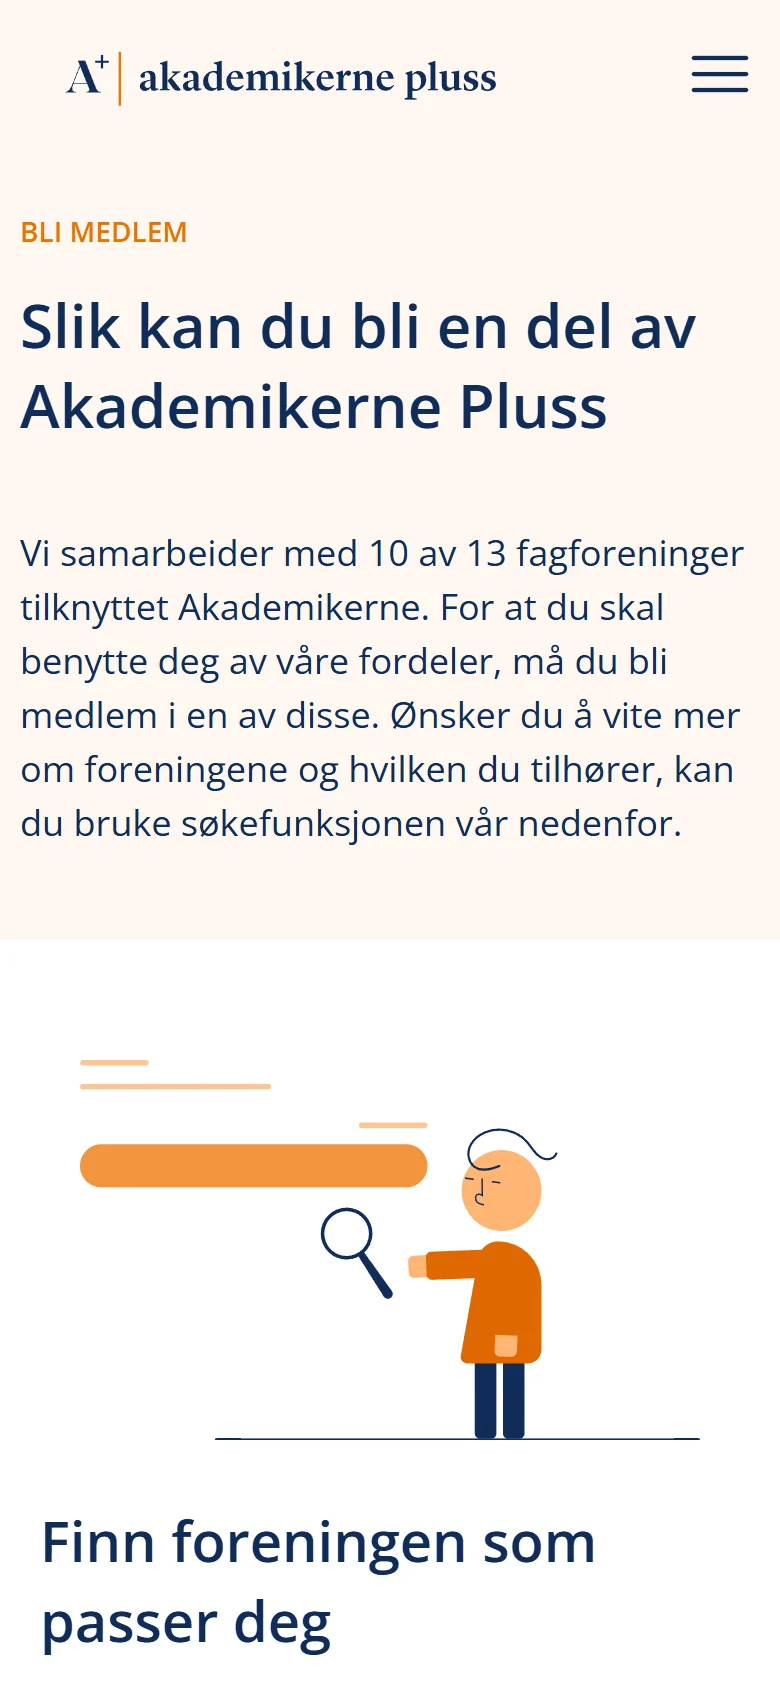 A+ | akademikerne pluss
BLI MEDLEM
Slik kan du bli en del av
Akademikerne Pluss
Vi samarbeider med 10 av 13 fagforeninger
tilknyttet Akademikerne. For at du skal
benytte deg av våre fordeler, må du bli
medlem i en av disse. Ønsker du å vite mer
om foreningene og hvilken du tilhører, kan
du bruke søkefunksjonen vår nedenfor.
Finn foreningen som
passer deg